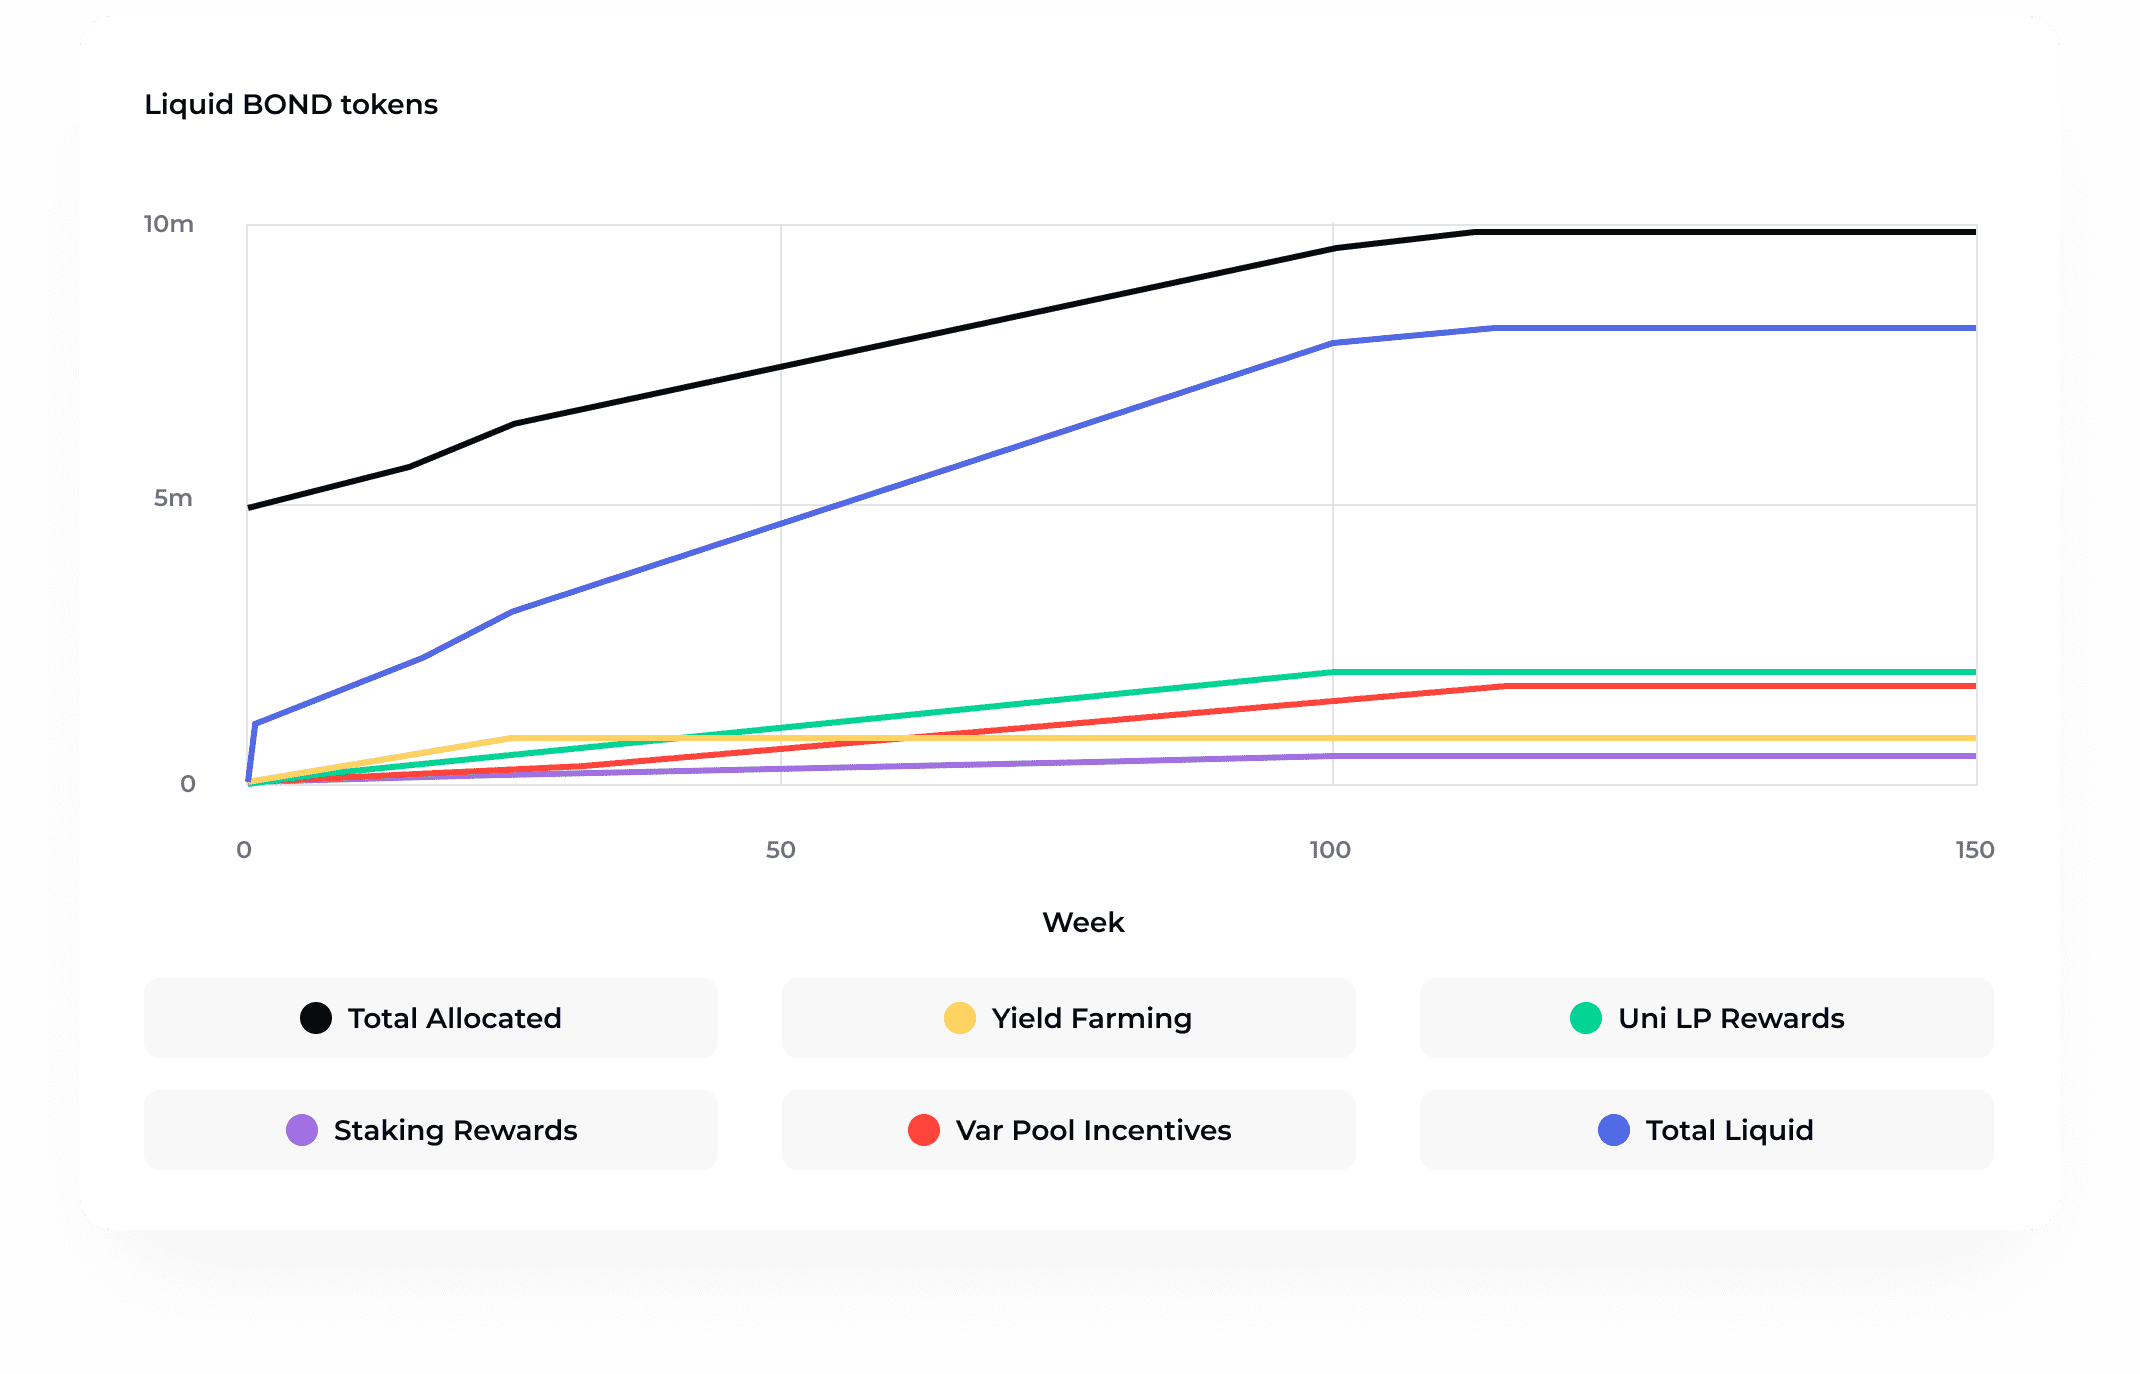 Liquid BOND tokens
10m
5m
0
0 50 100 150
Week
Total Allocated Yield Farming Uni LP Rewards
Staking Rewards Var Pool Incentives Total Liquid